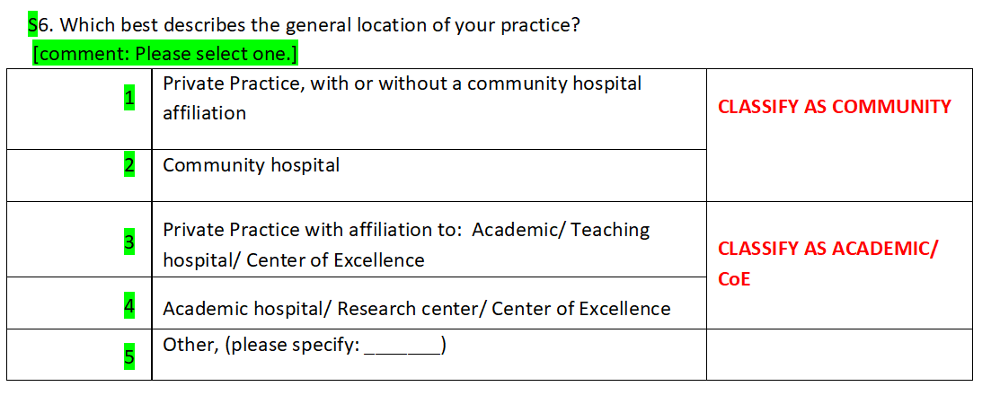 S6. Which best describes the general location of your practice?
[comment: Please select one.]
1
Private Practice, with or without a community hospital
affiliation
CLASSIFY AS COMMUNITY
2
Community hospital
3
Private Practice with affiliation to: Academic/ Teaching
hospital/ Center of Excellence
CLASSIFY AS ACADEMIC/
CoE
4
Academic hospital/ Research center/ Center of Excellence
5
Other, (please specify: _______)